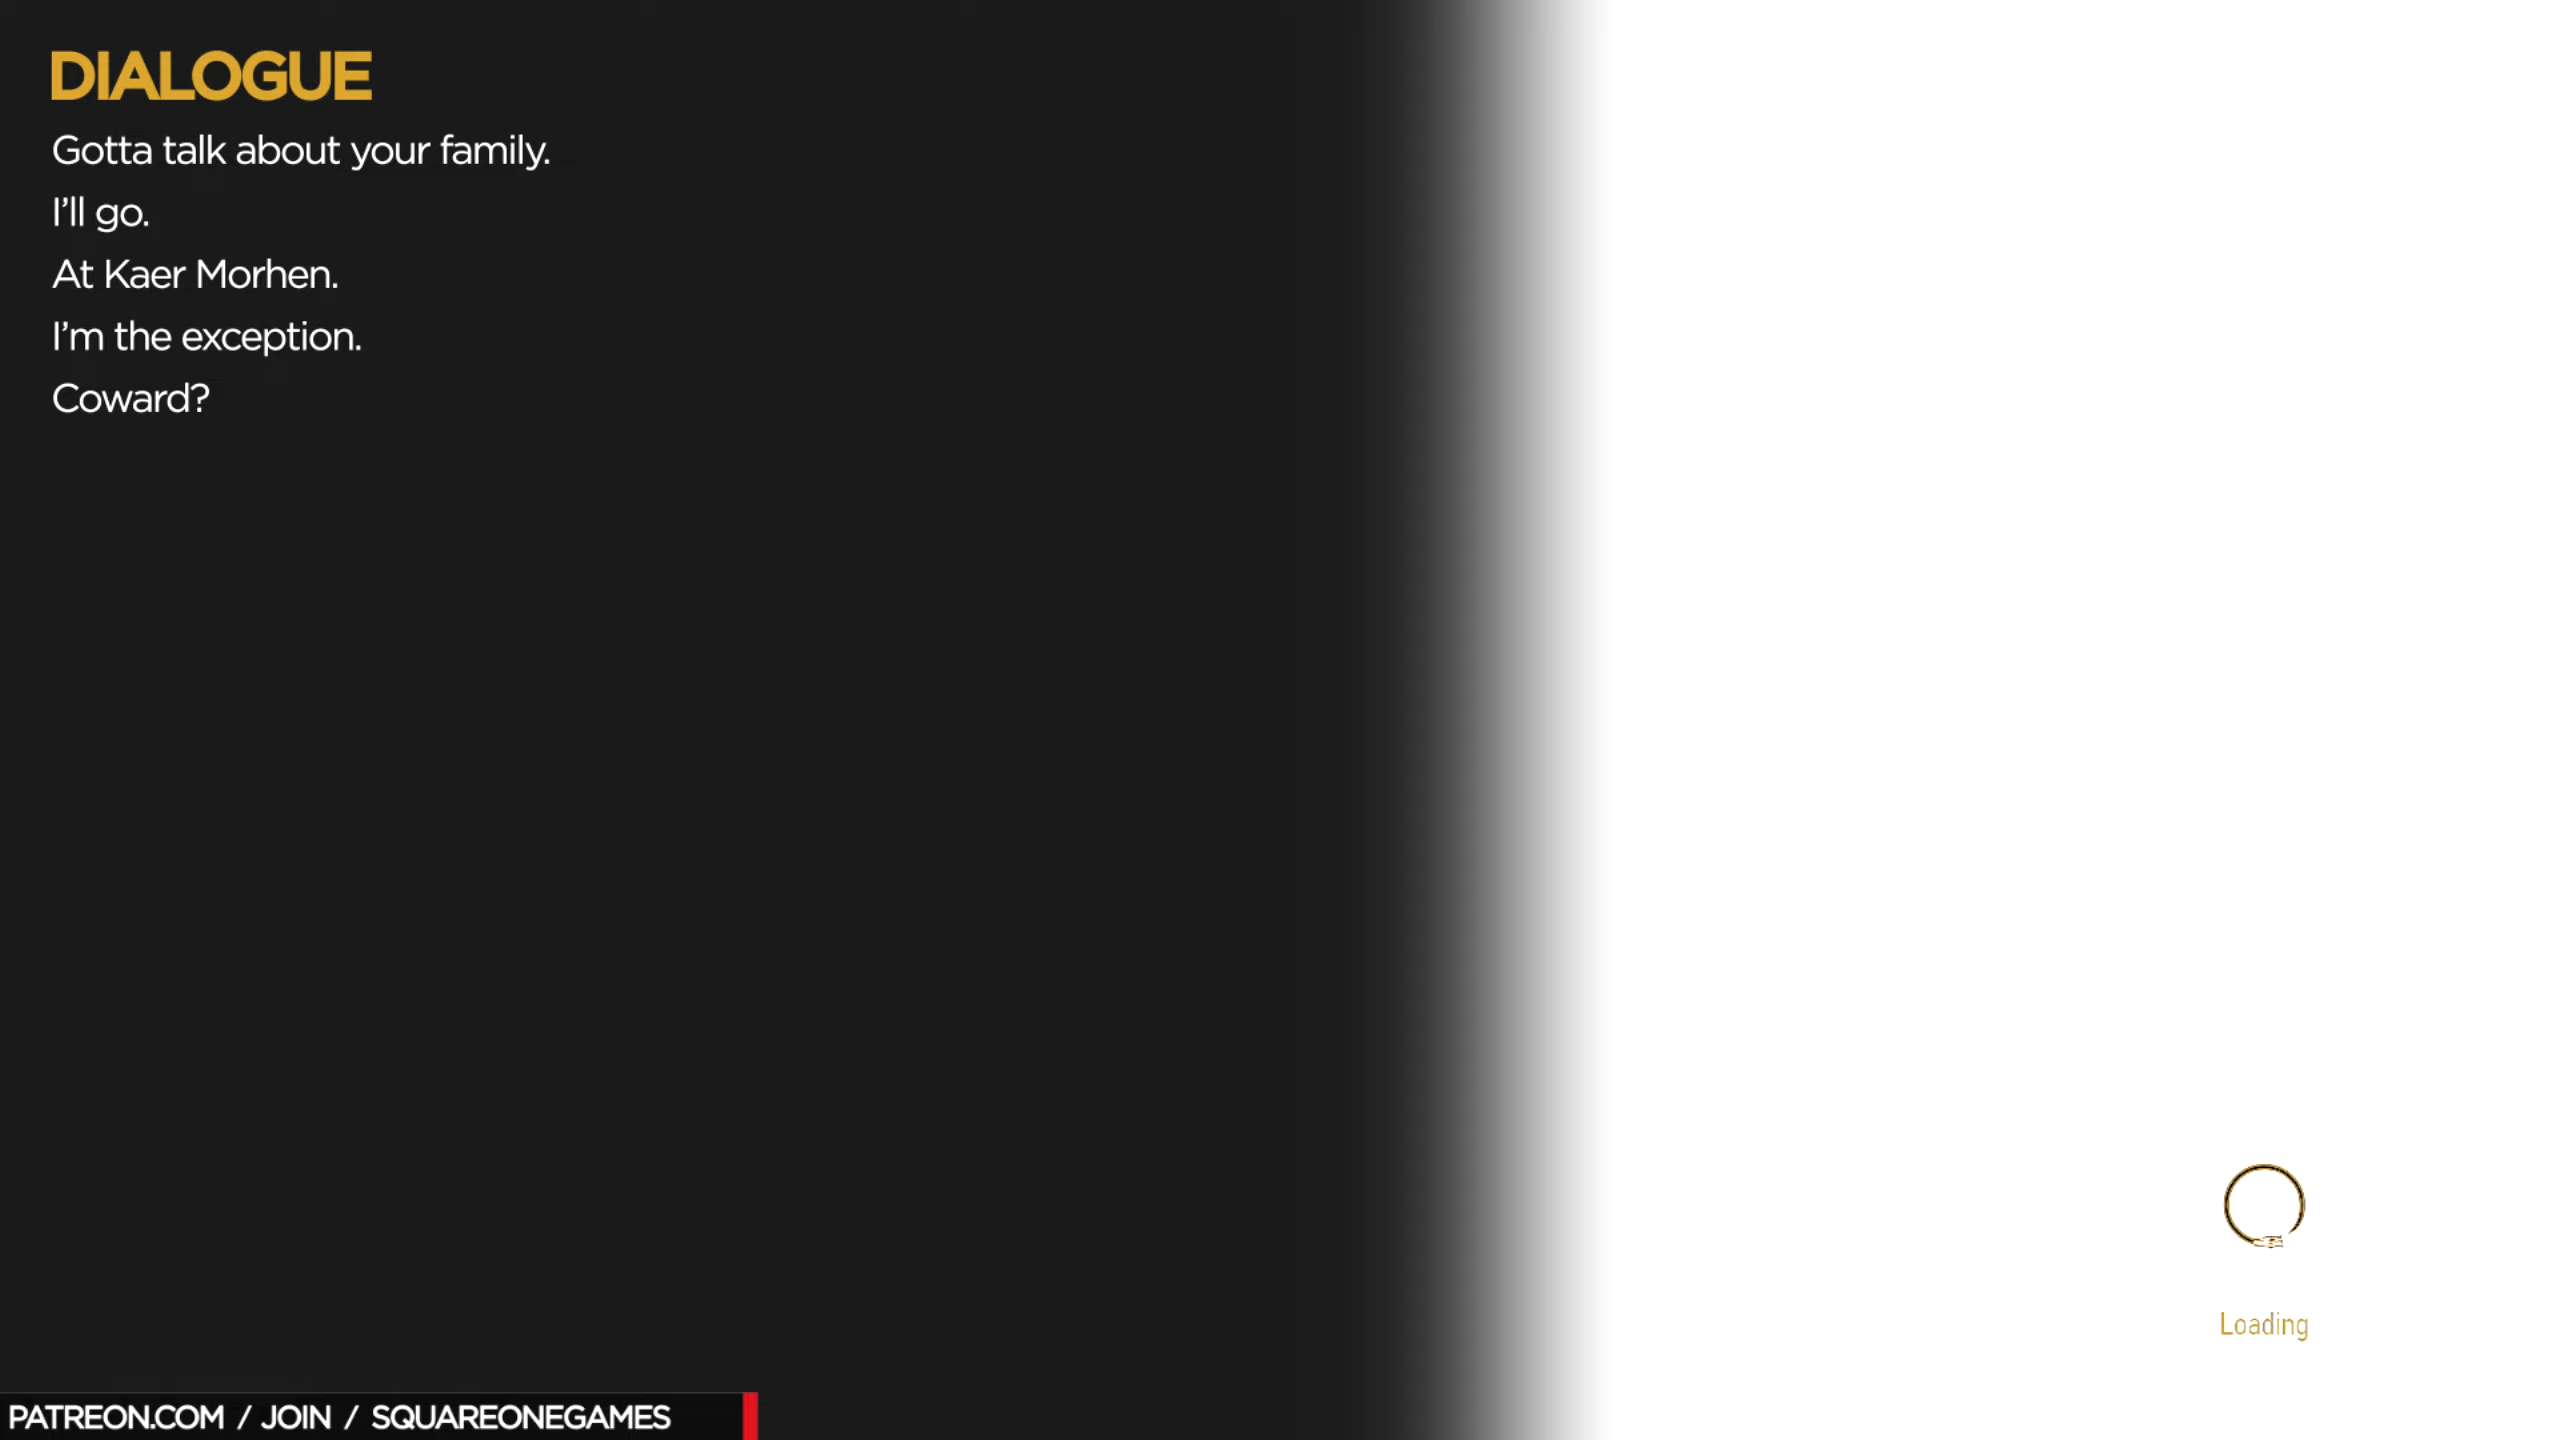 DIALOGUE
Gotta talk about your family.
I'll go.
At Kaer Morhen.
I'm the exception.
Coward?
Loading
PATREON.COM / JOIN / SQUAREONEGAMES